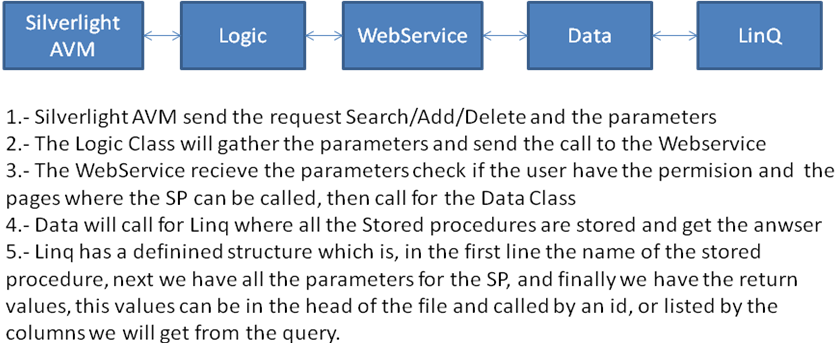 Silverlight
AVM
Logic
WebService
Data
LinQ
1.- Silverlight AVM send the request Search/Add/Delete and the parameters
2.- The Logic Class will gather the parameters and send the call to the Webservice
3.- The WebService recieve the parameters check if the user have the permision and the
pages where the SP can be called, then call for the Data Class
4.- Data will call for Linq where all the Stored procedures are stored and get the anwser
5.- Linq has a definined structure which is, in the first line the name of the stored
procedure, next we have all the parameters for the SP, and finally we have the return
values, this values can be in the head of the file and called by an id, or listed by the
columns we will get from the query.